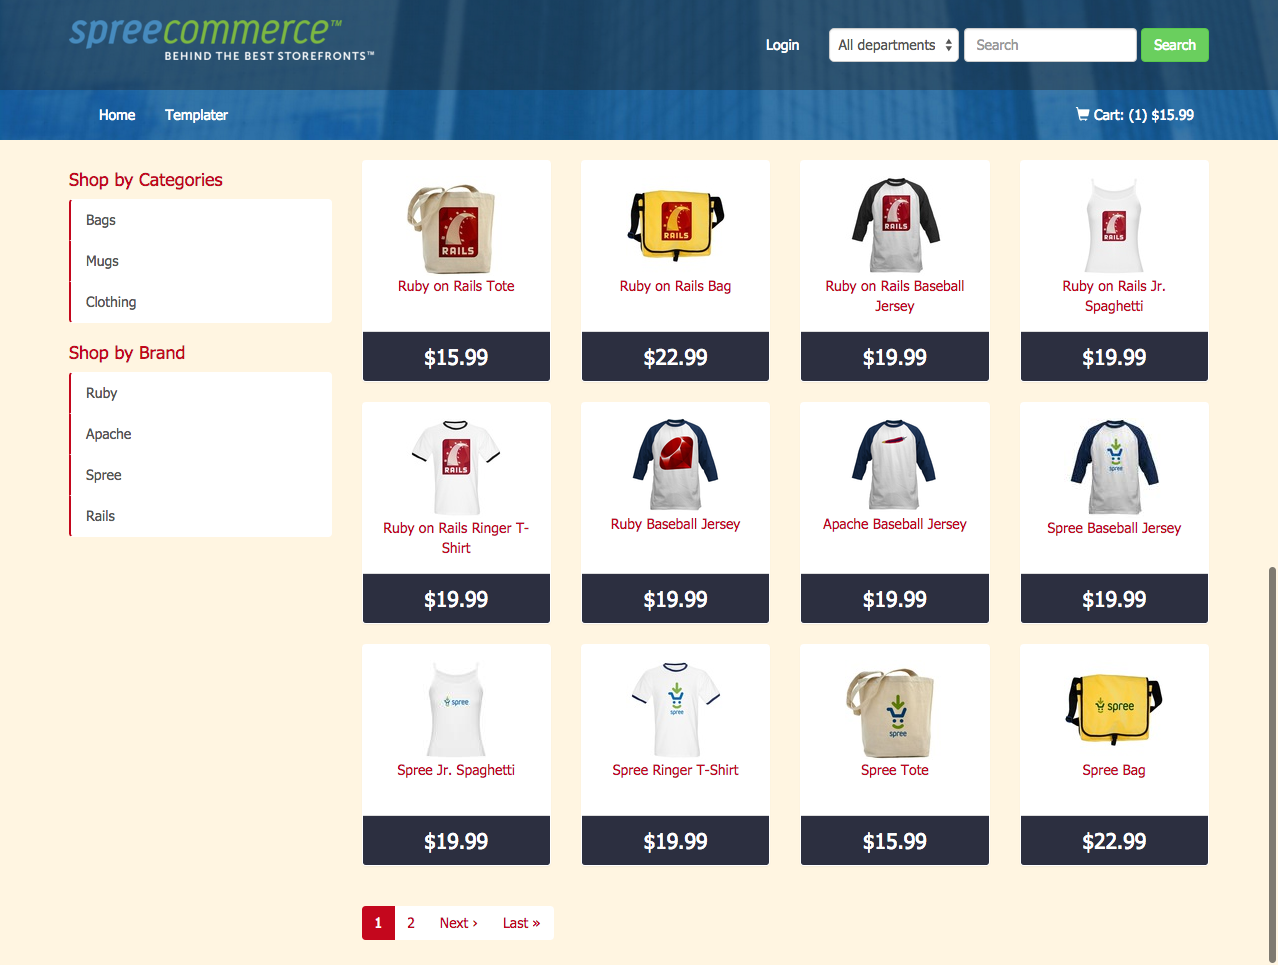 spreecommerce™
BEHIND THE BEST STOREFRONTS™
Login
All departments
Search
Search
Home
Templater
Cart: (1) $15.99
Shop by Categories
Bags
Mugs
Clothing
Shop by Brand
Ruby
Apache
Spree
Rails
RAILS
Ruby on Rails Tote
$15.99
RAILS
Ruby on Rails Bag
$22.99
RAILS
Ruby on Rails Baseball
Jersey
$19.99
RAILS
Ruby on Rails Jr.
Spaghetti
$19.99
RAILS
Ruby on Rails Ringer T-
Shirt
$19.99
Ruby Baseball Jersey
$19.99
Apache Baseball Jersey
$19.99
spree
Spree Baseball Jersey
$19.99
spree
Spree Jr. Spaghetti
$19.99
spree
Spree Ringer T-Shirt
$19.99
spree
Spree Tote
$15.99
spree
Spree Bag
$22.99
1 2 Next › Last »